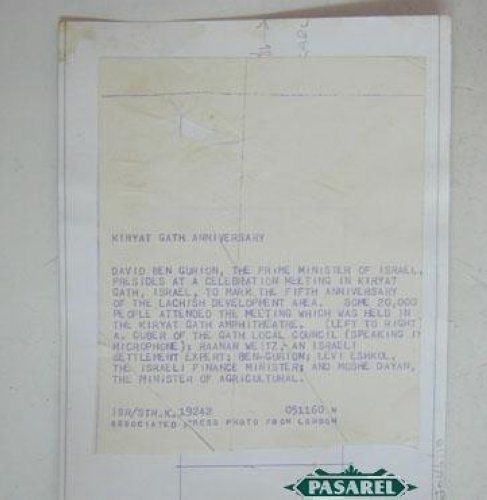 KIRYAT GATH ANNIVERSARY
DAVID BEN GURION, THE PRIME MINISTER OF ISRAEL,
PRESIDES AT A CELEBRATION MEETING IN KIRYAT
GATH, ISRAEL, TO MARK THE FIFTH ANNIVERSARY
OF THE LACHISH DEVELOPMENT AREA. SOME 20,000
PEOPLE ATTENDED THE MEETING WHICH WAS HELD IN
THE KIRYAT GATH AMPHITHEATRE. (LEFT TO RIGHT)
A. GUBER OF THE GATH LOCAL COUNCIL (SPEAKING IN
MICROPHONE); RAANAN WEITZ, AN ISRAELI
SETTLEMENT EXPERT; BEN-GURION; LEVI ESHKOL,
THE ISRAELI FINANCE MINISTER; AND MOSHE DAYAN,
THE MINISTER OF AGRICULTURAL.
ISR/STR.K. 19242 051160 W
ASSOCIATED PRESS PHOTO FROM LONDON
PASAREL